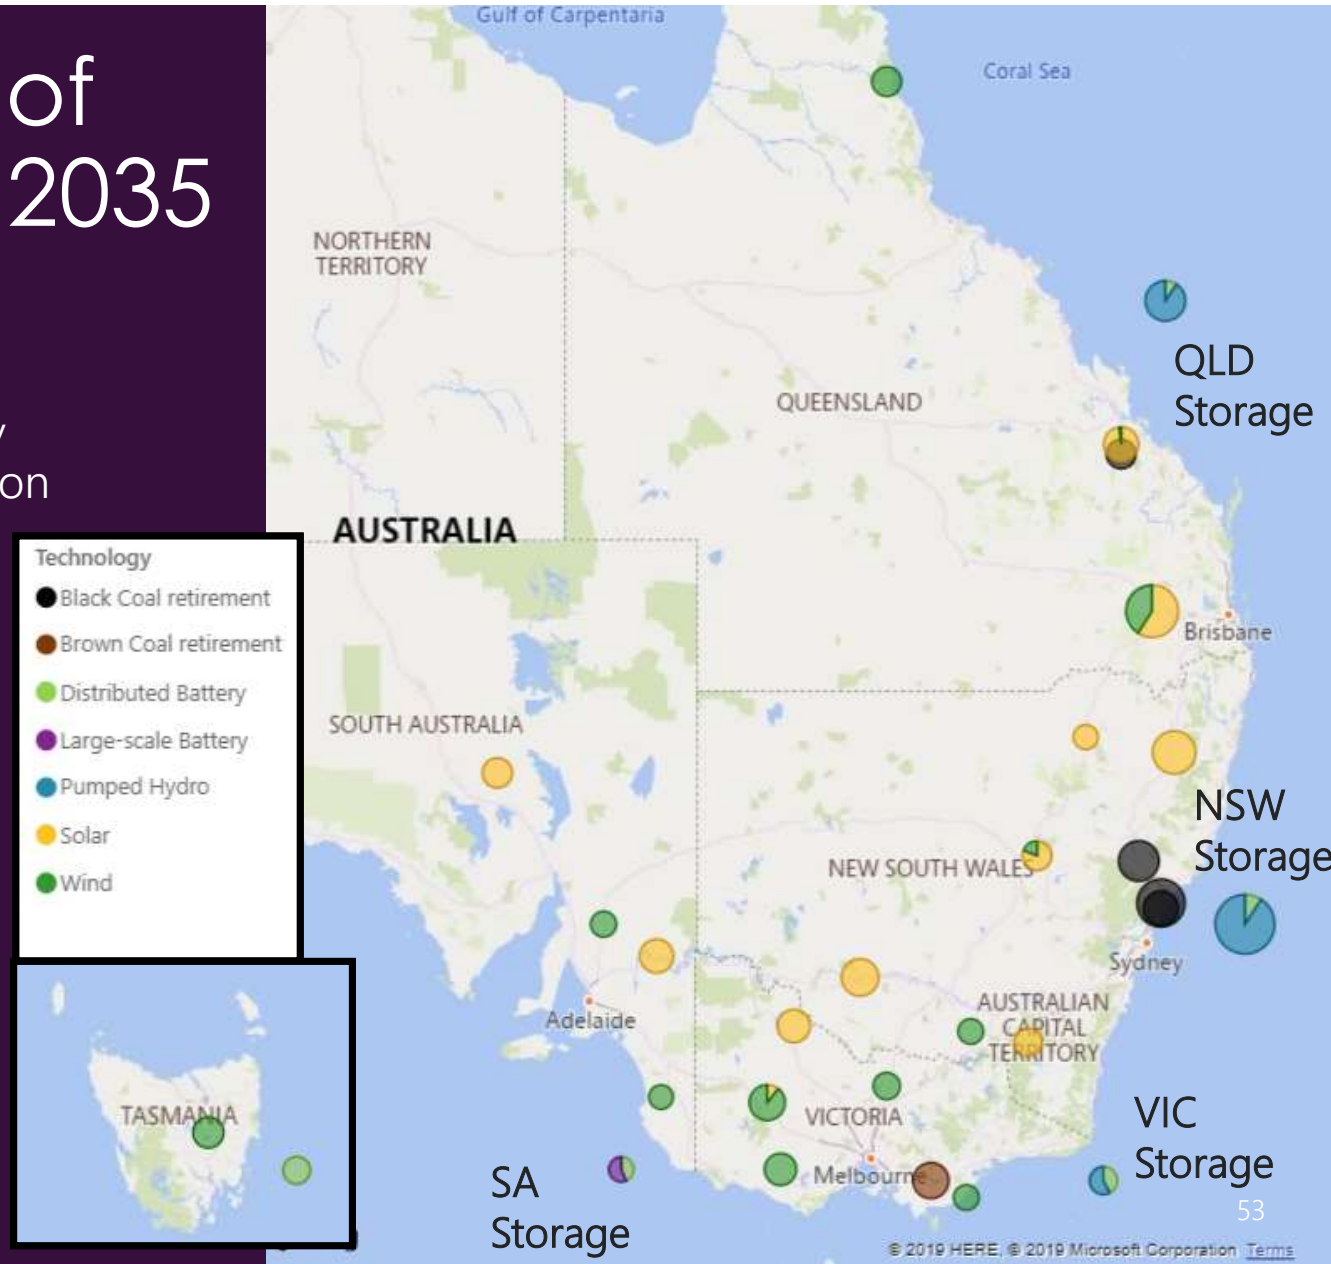 of
2035
y
on
Technology
Black Coal retirement
Brown Coal retirement
Distributed Battery
Large-scale Battery
Pumped Hydro
Solar
Wind
Gulf of Carpentaria
Coral Sea
NORTHERN
TERRITORY
QLD
Storage
QUEENSLAND
AUSTRALIA
Brisbane
SOUTH AUSTRALIA
NSW
Storage
NEW SOUTH WALES
Sydney
Adelaide
AUSTRALIAN
CAPITAL
TERRITORY
TASMANIA
VICTORIA
VIC
Storage
Melbourne
SA
Storage
53
© 2019 HERE, © 2019 Microsoft Corporation Terms